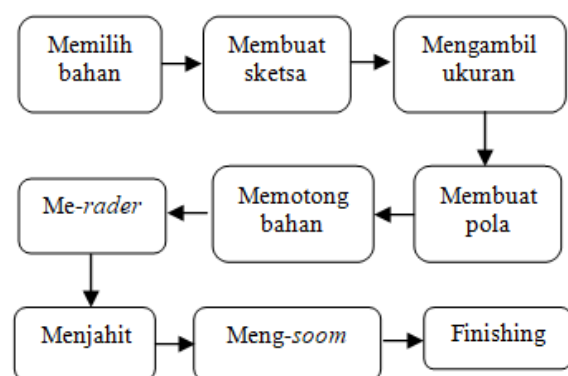 Memilih
bahan
Membuat
sketsa
Mengambil
ukuran
Membuat
pola
Memotong
bahan
Me-rader
Menjahit
Meng-soom
Finishing